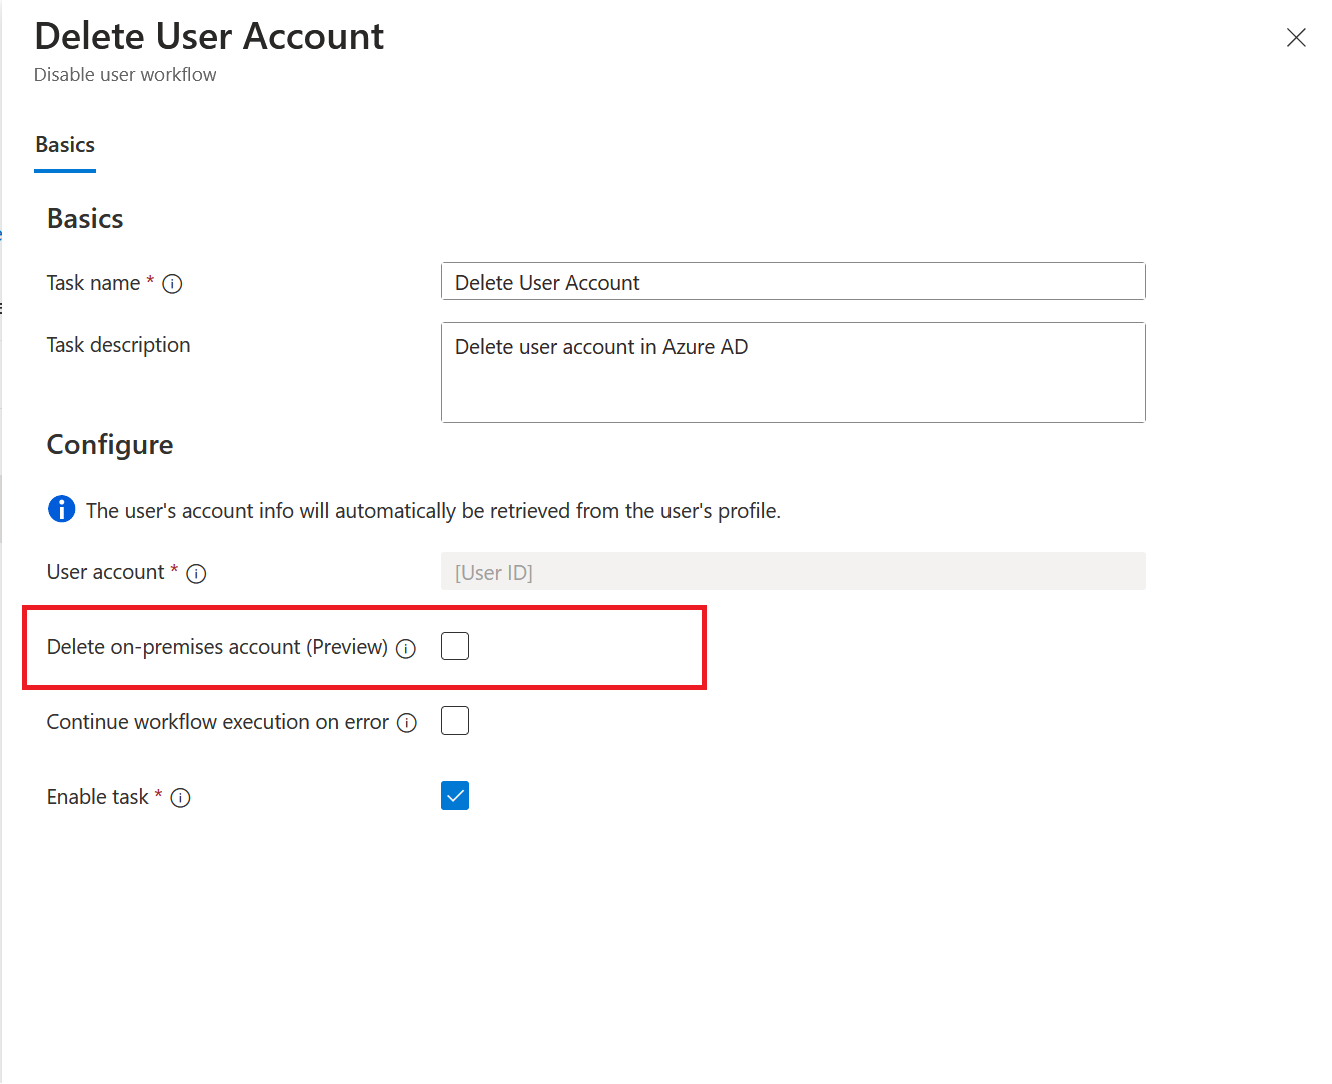 Delete User Account
Disable user workflow
Basics
Basics
Task name *
Delete User Account
Task description
Delete user account in Azure AD
Configure
The user's account info will automatically be retrieved from the user's profile.
User account *
[User ID]
Delete on-premises account (Preview)
Continue workflow execution on error
Enable task *